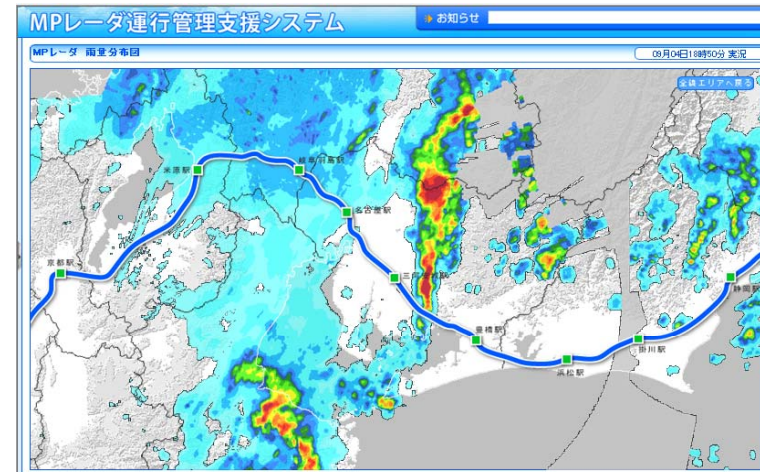 MPレーダ運行管理支援システム
お知らせ
MPレーダ 雨量分布図
09月04日18時50分 実況
全線エリアへ戻る
米原駅
岐阜羽島駅
名古屋駅
京都駅
三河安城駅
静岡駅
豊橋駅
掛川駅
浜松駅